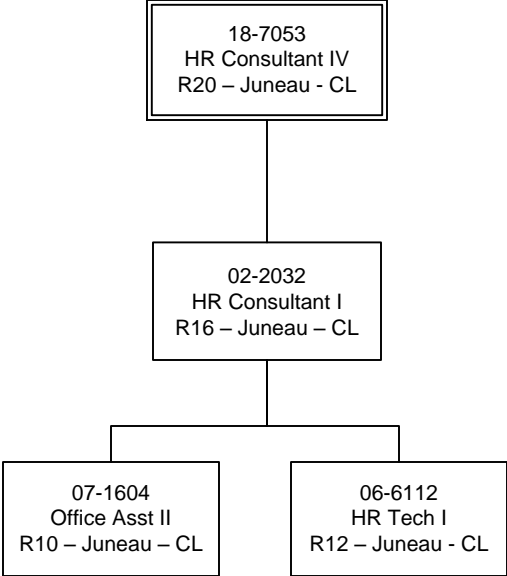 18-7053
HR Consultant IV
R20 – Juneau - CL
02-2032
HR Consultant I
R16 – Juneau – CL
07-1604
Office Asst II
R10 – Juneau – CL
06-6112
HR Tech I
R12 – Juneau - CL